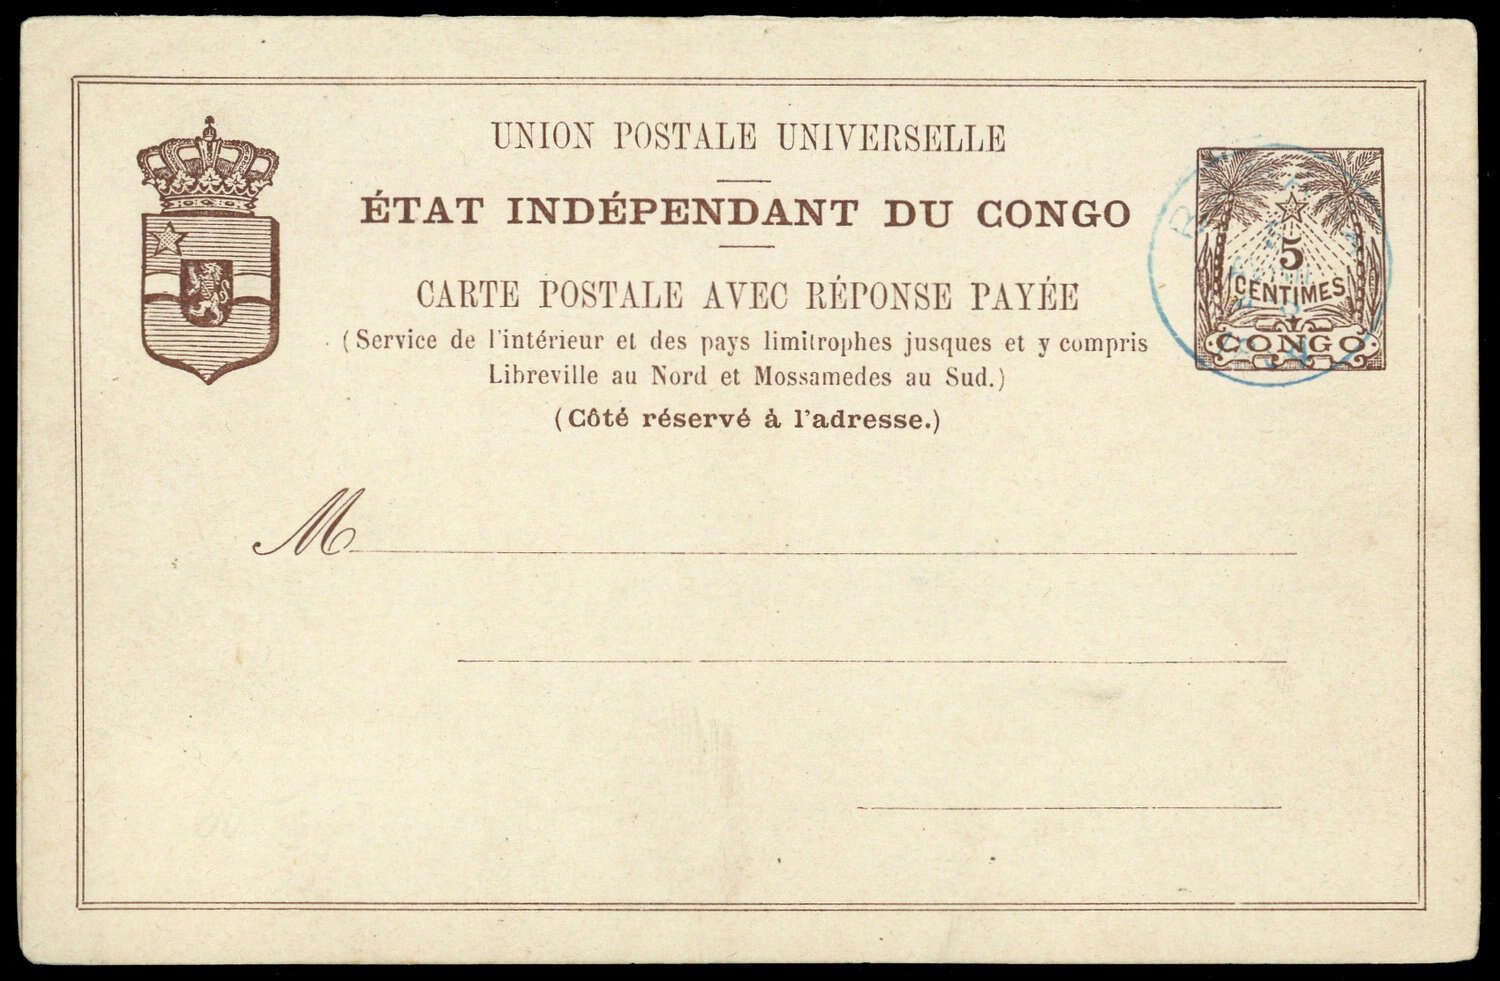 UNION POSTALE UNIVERSELLE
ÉTAT INDÉPENDANT DU CONGO
CARTE POSTALE AVEC RÉPONSE PAYÉE
(Service de l'intérieur et des pays limitrophes jusques et y compris
Libreville au Nord et Mossamedes au Sud.)
(Côté réservé à l'adresse.)
5
CENTIMES
CONGO
M